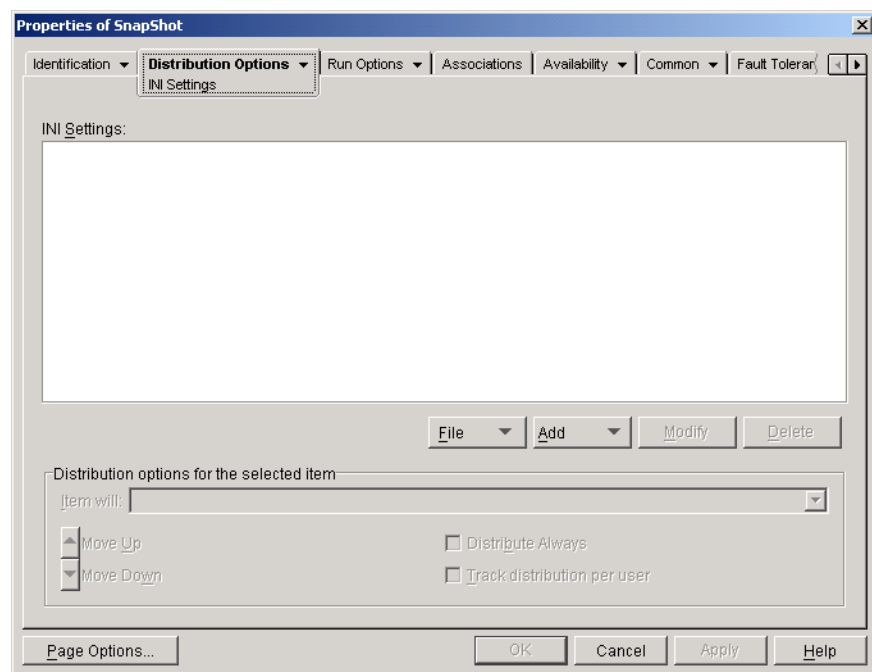 Properties of SnapShot
Identification
Distribution Options
Run Options
Associations
Availability
Common
Fault Toleran
INI Settings
INI Settings:
File
Add
Modify
Delete
Distribution options for the selected item
Item will:
Move Up
Distribute Always
Move Down
Track distribution per user
Page Options...
OK
Cancel
Apply
Help